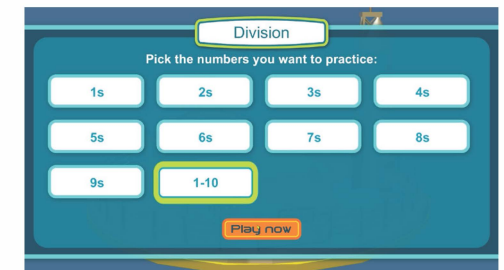 Division
Pick the numbers you want to practice:
1s 2s 3s 4s
5s 6s 7s 8s
9s 1-10
Play now